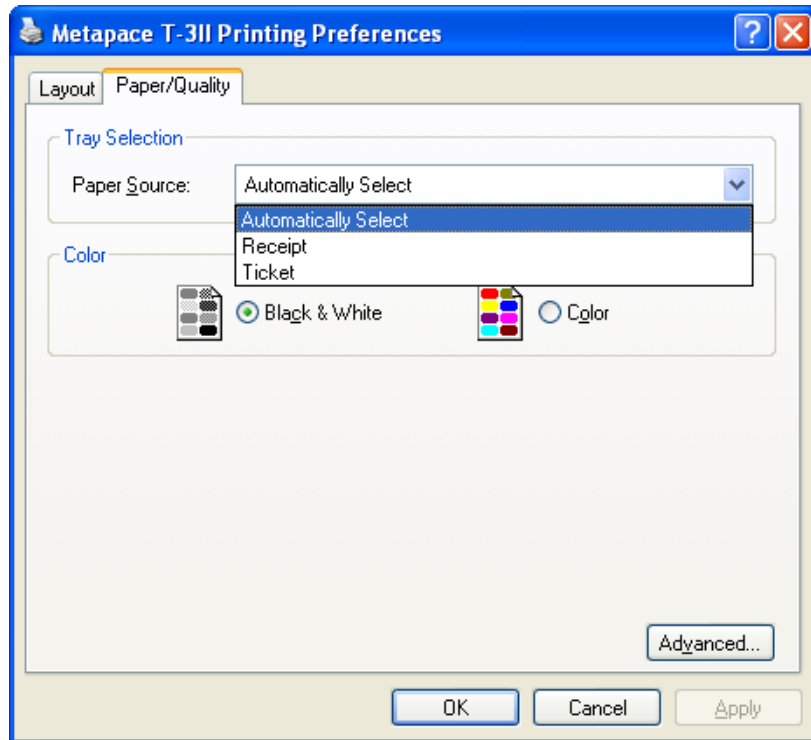 Metapace T-3II Printing Preferences
Layout Paper/Quality
Tray Selection
Paper Source: Automatically Select
Automatically Select
Receipt
Ticket
Color
Black & White Color
Advanced...
OK Cancel Apply